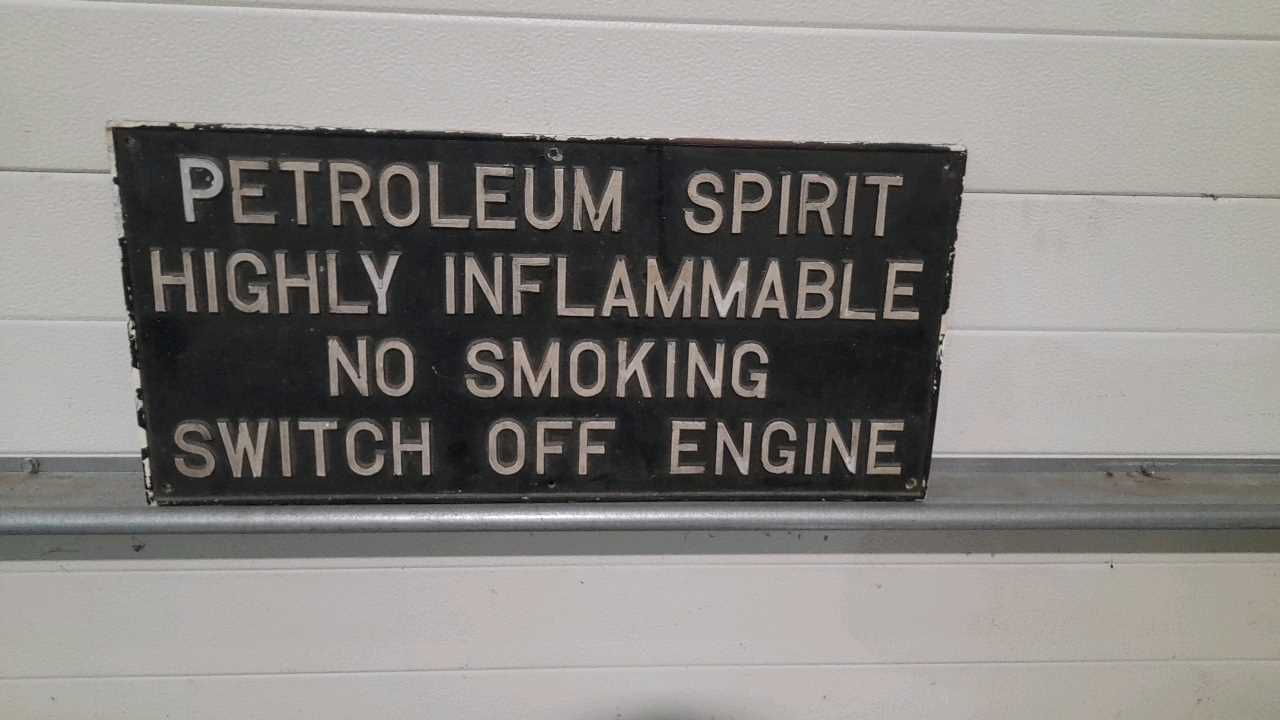 PETROLEUM SPIRIT
HIGHLY INFLAMMABLE
NO SMOKING
SWITCH OFF ENGINE